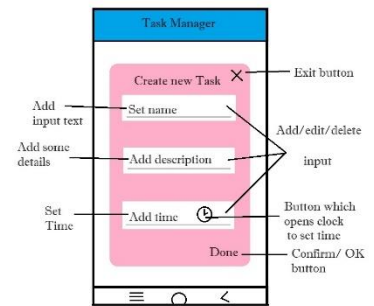 Task Manager
Create new Task
Exit button
Add
input text
Set name
Add/edit/delete
input
Add some
details
Add description
Set
Time
Add time
Button which
opens clock
to set time
Done
Confirm/ OK
button